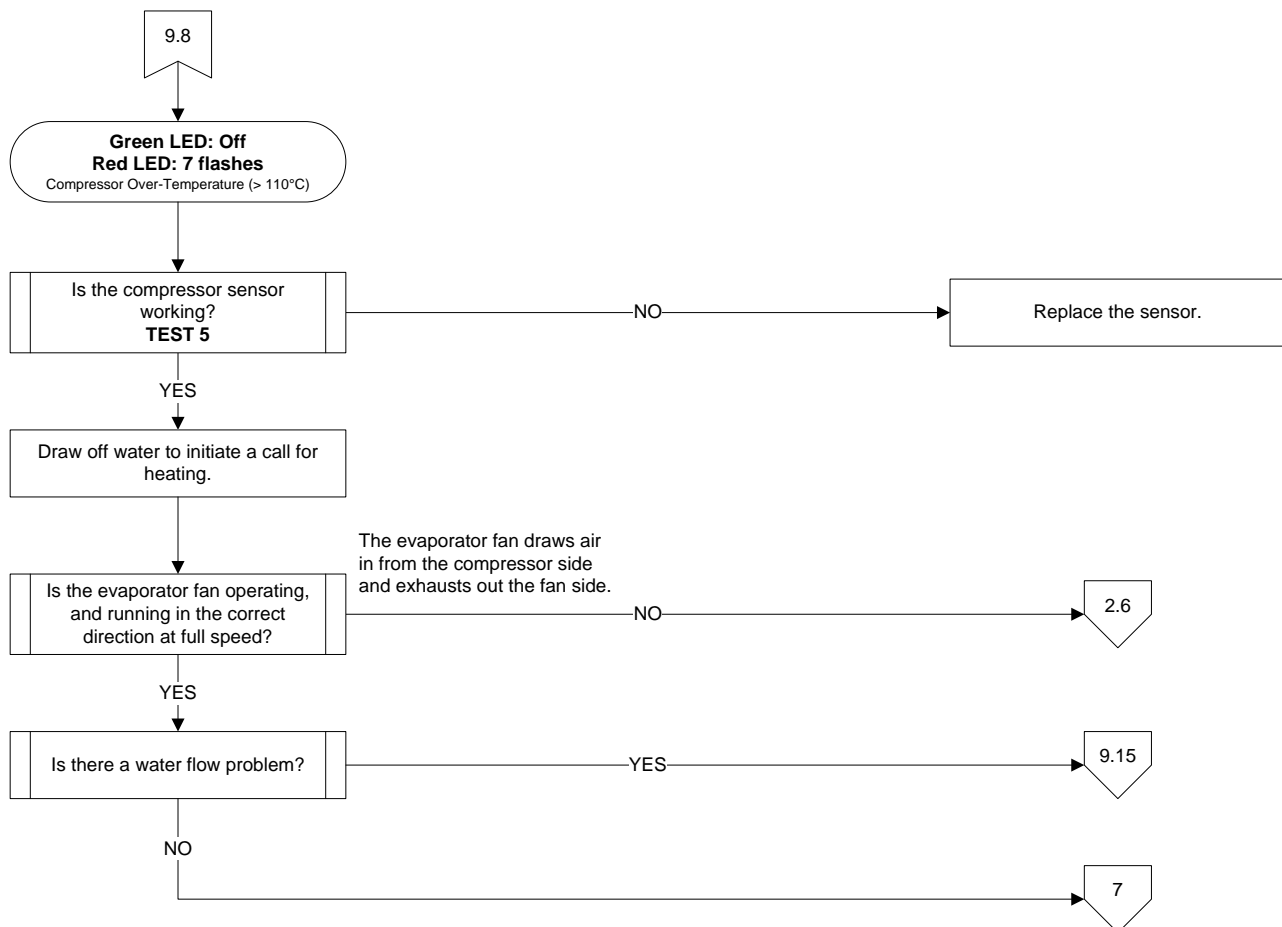 9.8
Green LED: Off
Red LED: 7 flashes
Compressor Over-Temperature (> 110°C)
Is the compressor sensor
working?
TEST 5
NO
Replace the sensor.
YES
Draw off water to initiate a call for
heating.
The evaporator fan draws air
in from the compressor side
and exhausts out the fan side.
Is the evaporator fan operating,
and running in the correct
direction at full speed?
NO
2.6
YES
Is there a water flow problem?
YES
9.15
NO
7